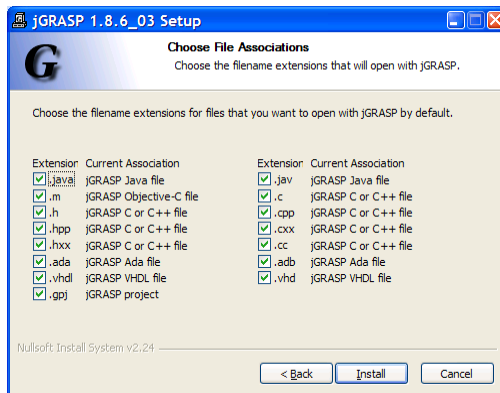 jGRASP 1.8.6_03 Setup
G
Choose File Associations
Choose the filename extensions that will open with jGRASP.
Choose the filename extensions for files that you want to open with jGRASP by default.
Extension Current Association
.java jGRASP Java file
.m jGRASP Objective-C file
.h jGRASP C or C++ file
.hpp jGRASP C or C++ file
.hxx jGRASP C or C++ file
.ada jGRASP Ada file
.vhdl jGRASP VHDL file
.gpj jGRASP project
Extension Current Association
.jav jGRASP Java file
.c jGRASP C or C++ file
.cpp jGRASP C or C++ file
.cxx jGRASP C or C++ file
.cc jGRASP C or C++ file
.adb jGRASP Ada file
.vhd jGRASP VHDL file
Nullsoft Install System v2.24
< Back
Install
Cancel